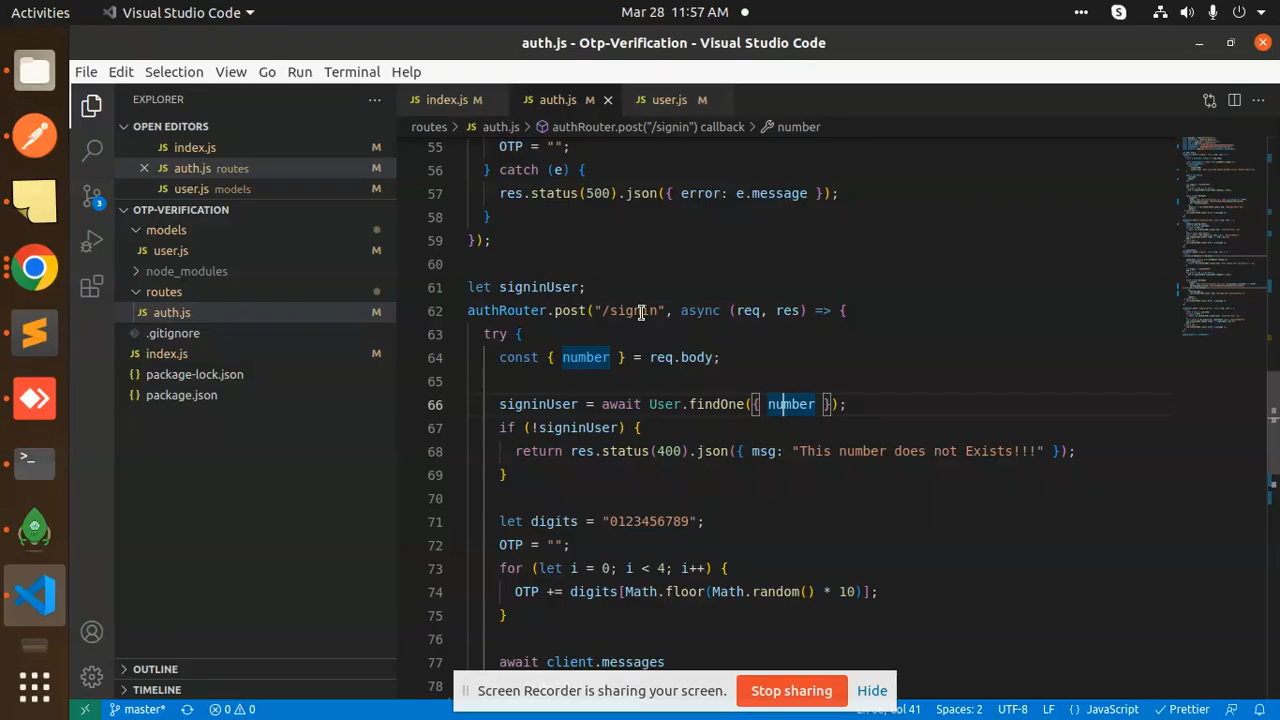 Activities
Visual Studio Code
Mar 28 11:57 AM
auth.js - Otp-Verification - Visual Studio Code
File Edit Selection View Go Run Terminal Help
EXPLORER
OPEN EDITORS
index.js M
auth.js routes M
user.js models M
OTP-VERIFICATION
models
user.js M
node_modules
routes
auth.js M
.gitignore
index.js M
package-lock.json
package.json
OUTLINE
TIMELINE
3
index.js M
auth.js M
user.js M
routes > auth.js > authRouter.post("/signin") callback > number
55 OTP = "";
56 } catch (e) {
57 res.status(500).json({ error: e.message });
58 }
59 });
60
61 let signinUser;
62 authRouter.post("/signin", async (req, res) => {
63 try {
64 const { number } = req.body;
65
66 signinUser = await User.findOne({ number });
67 if (!signinUser) {
68 return res.status(400).json({ msg: "This number does not Exists!!!" });
69 }
70
71 let digits = "0123456789";
72 OTP = "";
73 for (let i = 0; i < 4; i++) {
74 OTP += digits[Math.floor(Math.random() * 10)];
75 }
76
77 await client.messages
78
Screen Recorder is sharing your screen. Stop sharing Hide
master* 0 0 Col 41 Spaces: 2 UTF-8 LF { } JavaScript Prettier